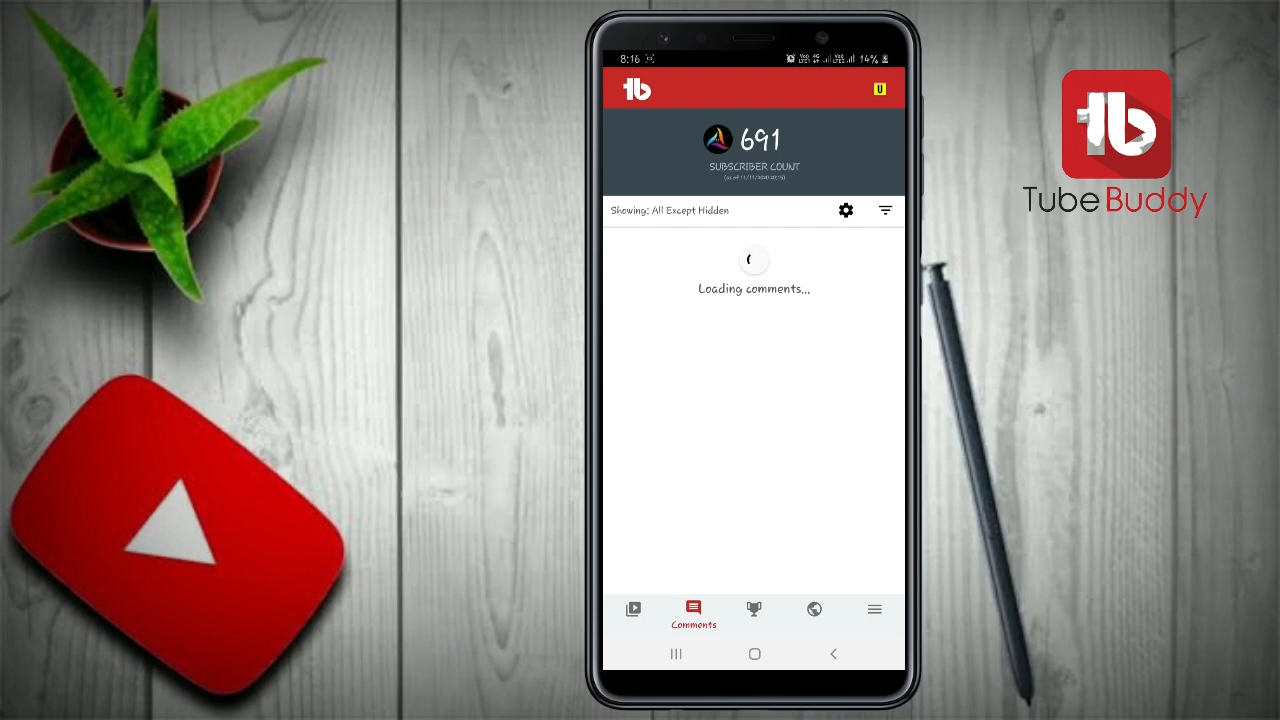 8:16
14%
tb
U
691
SUBSCRIBER COUNT
Showing: All Except Hidden
Loading comments...
Comments
tb
TubeBuddy